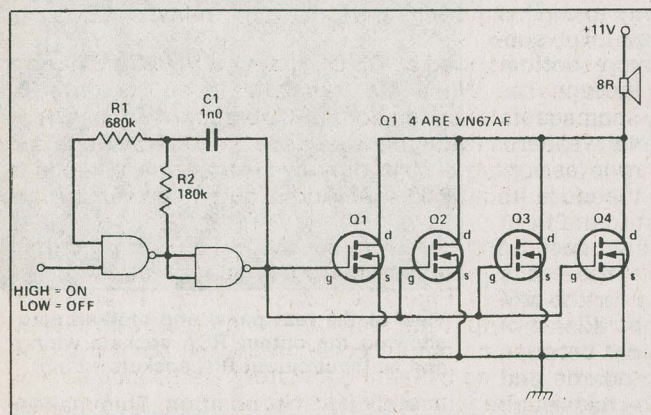 +11V
8R
R1
680k
C1
1n0
Q1 4 ARE VN67AF
R2
180k
Q1
Q2
Q3
Q4
d
d
d
d
g
s
g
s
g
s
g
s
HIGH = ON
LOW = OFF